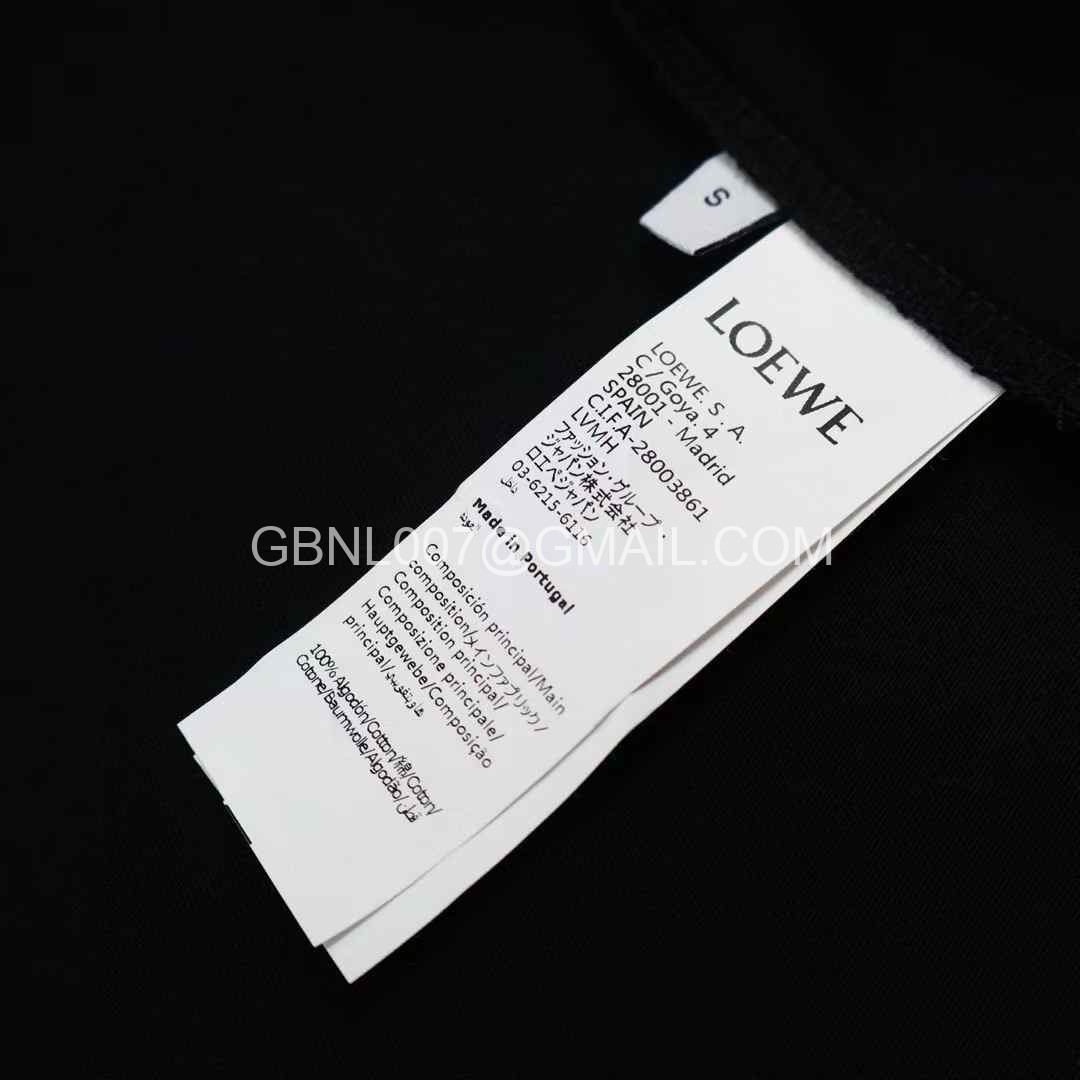 S
LOEWE
LOEWE. S. A.
C / Goya. 4
28001 - Madrid
SPAIN
C.I.F.A-28003861
LVMH
ファッション・グループ・
ジャパン株式会社
ロエベジャパン
03-6215-6116
Made in Portugal
GBNL007@GMAIL.COM
Composición principal/Main
composition/メインファブリック/
Composition principal/
Composizione principale/
Hauptgewebe/Composição
principal/
100% Algodón/Cotton/綿/Coton/
Cotone/Baumwolle/Algodão/قطن